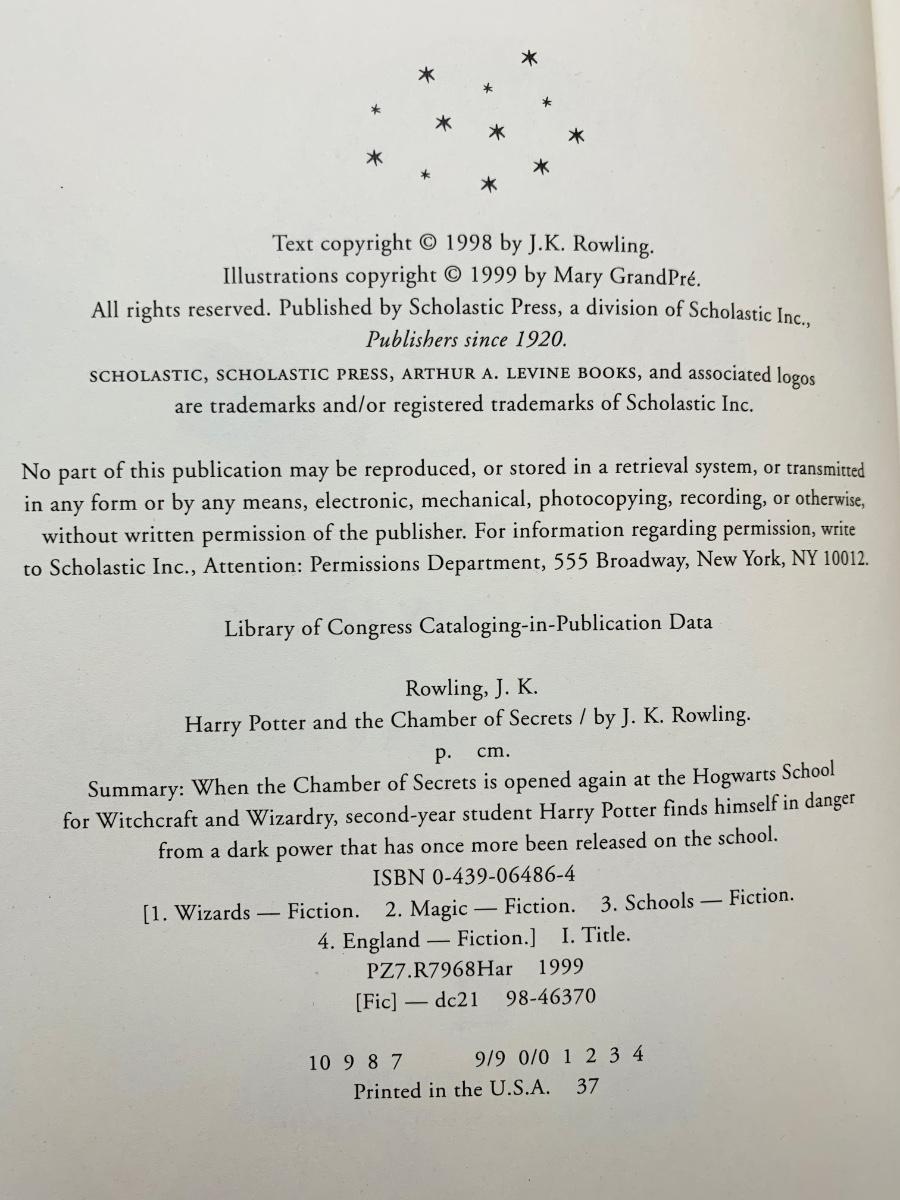 Text copyright © 1998 by J.K. Rowling.
Illustrations copyright © 1999 by Mary GrandPré.
All rights reserved. Published by Scholastic Press, a division of Scholastic Inc.,
Publishers since 1920.
SCHOLASTIC, SCHOLASTIC PRESS, ARTHUR A. LEVINE BOOKS, and associated logos
are trademarks and/or registered trademarks of Scholastic Inc.
No part of this publication may be reproduced, or stored in a retrieval system, or transmitted
in any form or by any means, electronic, mechanical, photocopying, recording, or otherwise,
without written permission of the publisher. For information regarding permission, write
to Scholastic Inc., Attention: Permissions Department, 555 Broadway, New York, NY 10012.
Library of Congress Cataloging-in-Publication Data
Rowling, J. K.
Harry Potter and the Chamber of Secrets / by J. K. Rowling.
p. cm.
Summary: When the Chamber of Secrets is opened again at the Hogwarts School
for Witchcraft and Wizardry, second-year student Harry Potter finds himself in danger
from a dark power that has once more been released on the school.
ISBN 0-439-06486-4
[1. Wizards — Fiction. 2. Magic — Fiction. 3. Schools — Fiction.
4. England — Fiction.] I. Title.
PZ7.R7968Har 1999
[Fic] — dc21 98-46370
10 9 8 7 9/9 0/0 1 2 3 4
Printed in the U.S.A. 37